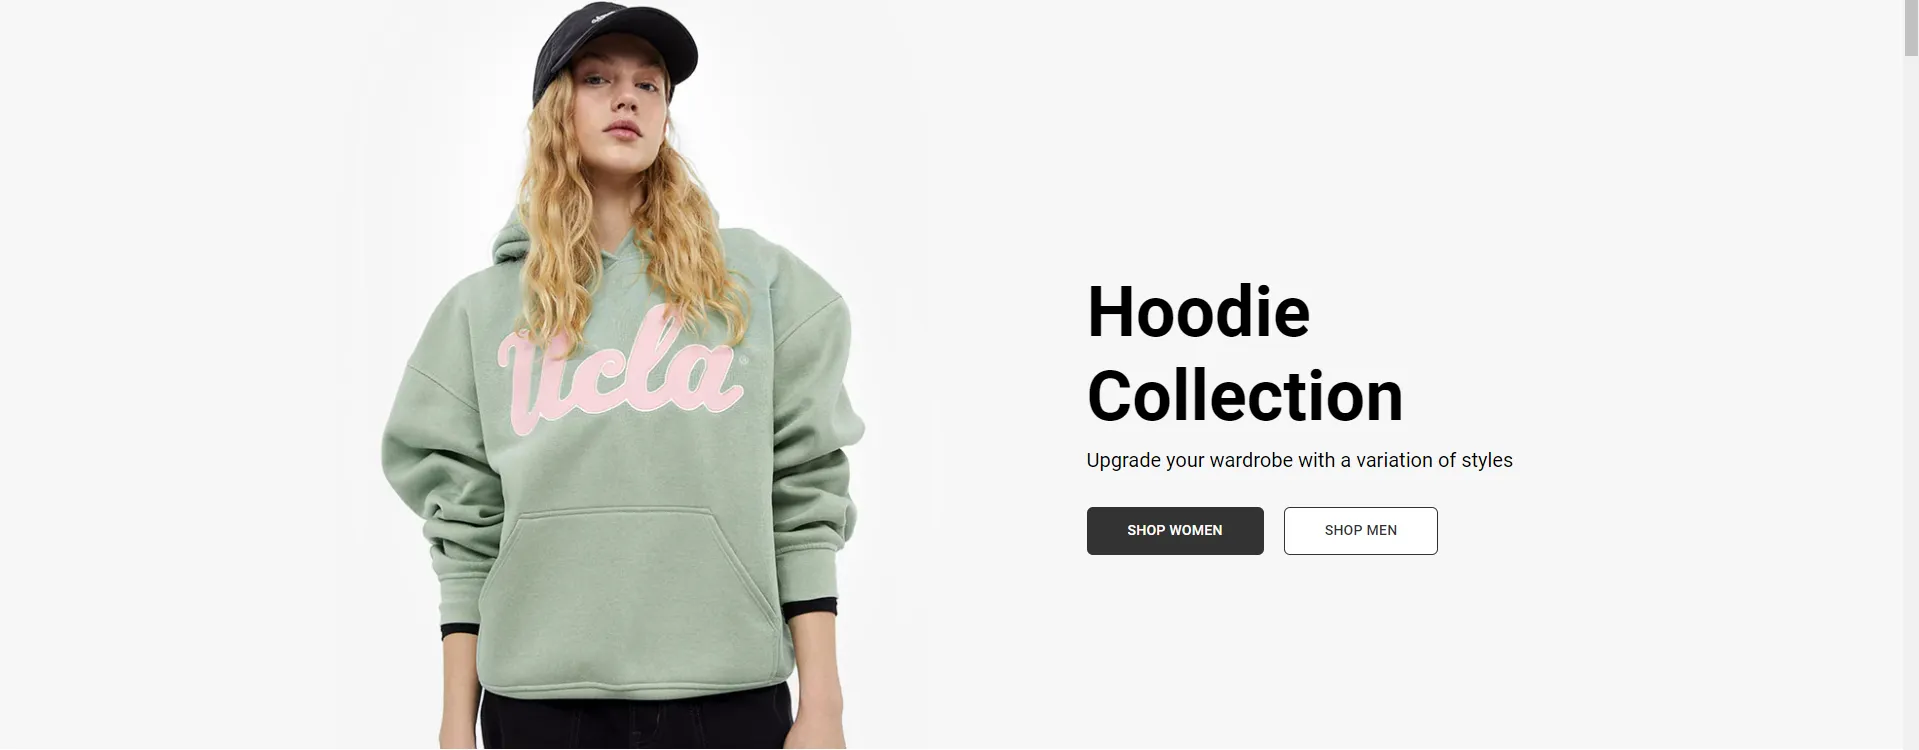 Ucla
Hoodie
Collection
Upgrade your wardrobe with a variation of styles
SHOP WOMEN
SHOP MEN